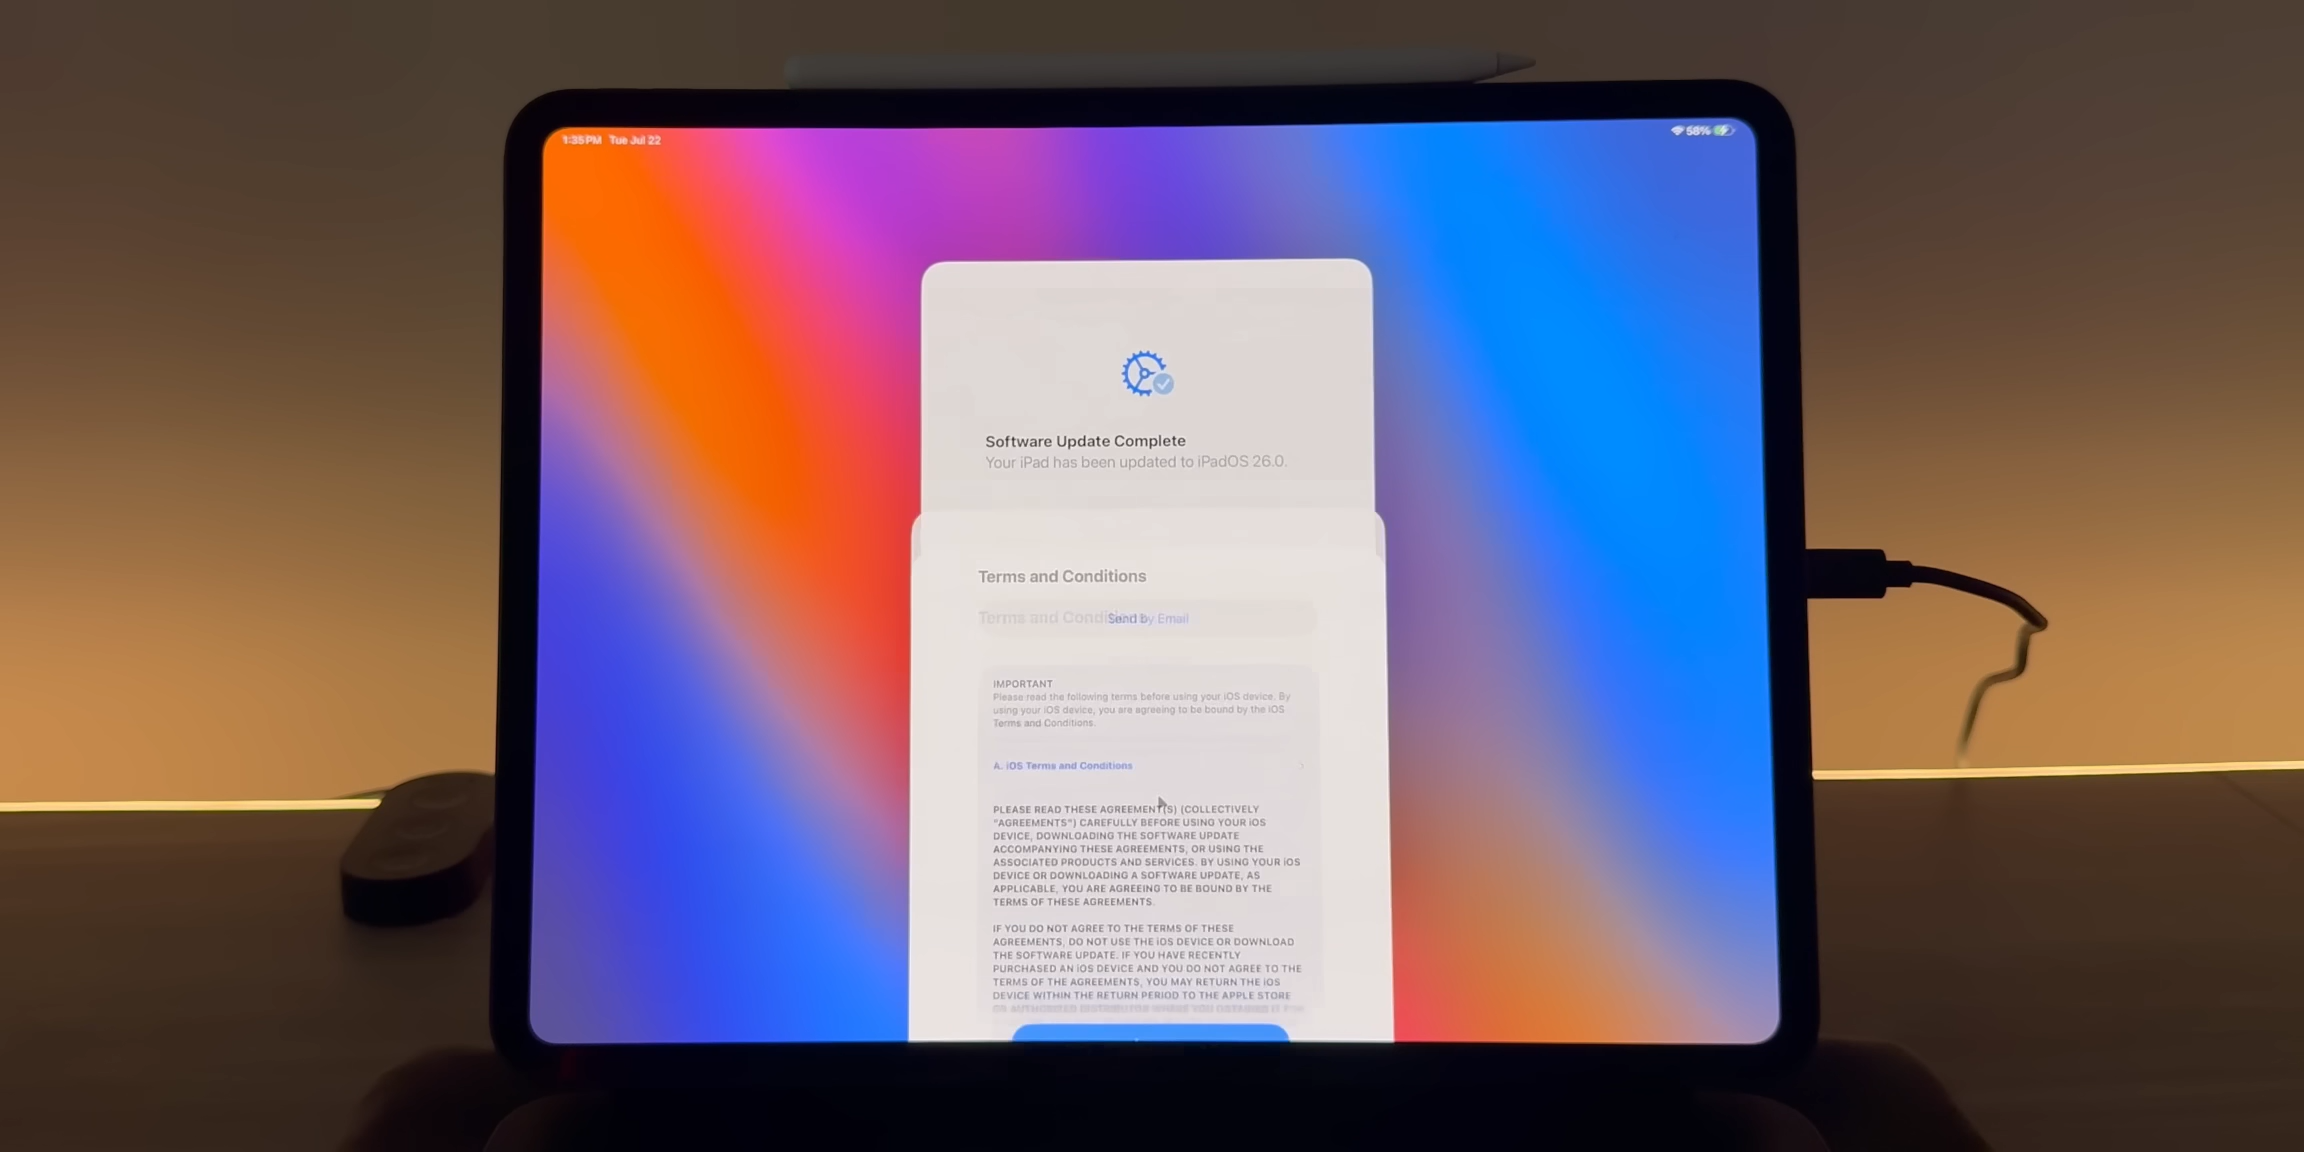 1:35 PM Tue Jul 22
58%
Software Update Complete
Your iPad has been updated to iPadOS 26.0.
Terms and Conditions
Terms and Conditions
Send by Email
IMPORTANT
Please read the following terms before using your iOS device. By
using your iOS device, you are agreeing to be bound by the iOS
Terms and Conditions.
A. iOS Terms and Conditions
PLEASE READ THESE AGREEMENT(S) (COLLECTIVELY
"AGREEMENTS") CAREFULLY BEFORE USING YOUR iOS
DEVICE, DOWNLOADING THE SOFTWARE UPDATE
ACCOMPANYING THESE AGREEMENTS, OR USING THE
ASSOCIATED PRODUCTS AND SERVICES. BY USING YOUR iOS
DEVICE OR DOWNLOADING A SOFTWARE UPDATE, AS
APPLICABLE, YOU ARE AGREEING TO BE BOUND BY THE
TERMS OF THESE AGREEMENTS.
IF YOU DO NOT AGREE TO THE TERMS OF THESE
AGREEMENTS, DO NOT USE THE iOS DEVICE OR DOWNLOAD
THE SOFTWARE UPDATE. IF YOU HAVE RECENTLY
PURCHASED AN iOS DEVICE AND YOU DO NOT AGREE TO THE
TERMS OF THE AGREEMENTS, YOU MAY RETURN THE iOS
DEVICE WITHIN THE RETURN PERIOD TO THE APPLE STORE